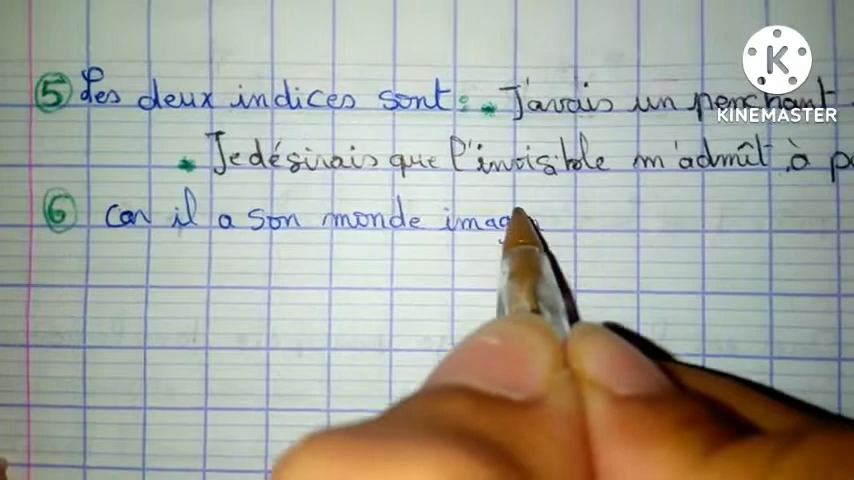 ⑤ Les deux indices sont : • J'avais un penchant
KINEMASTER
• Je désirais que l'invisible m'admît à
⑥ car il a son monde imag